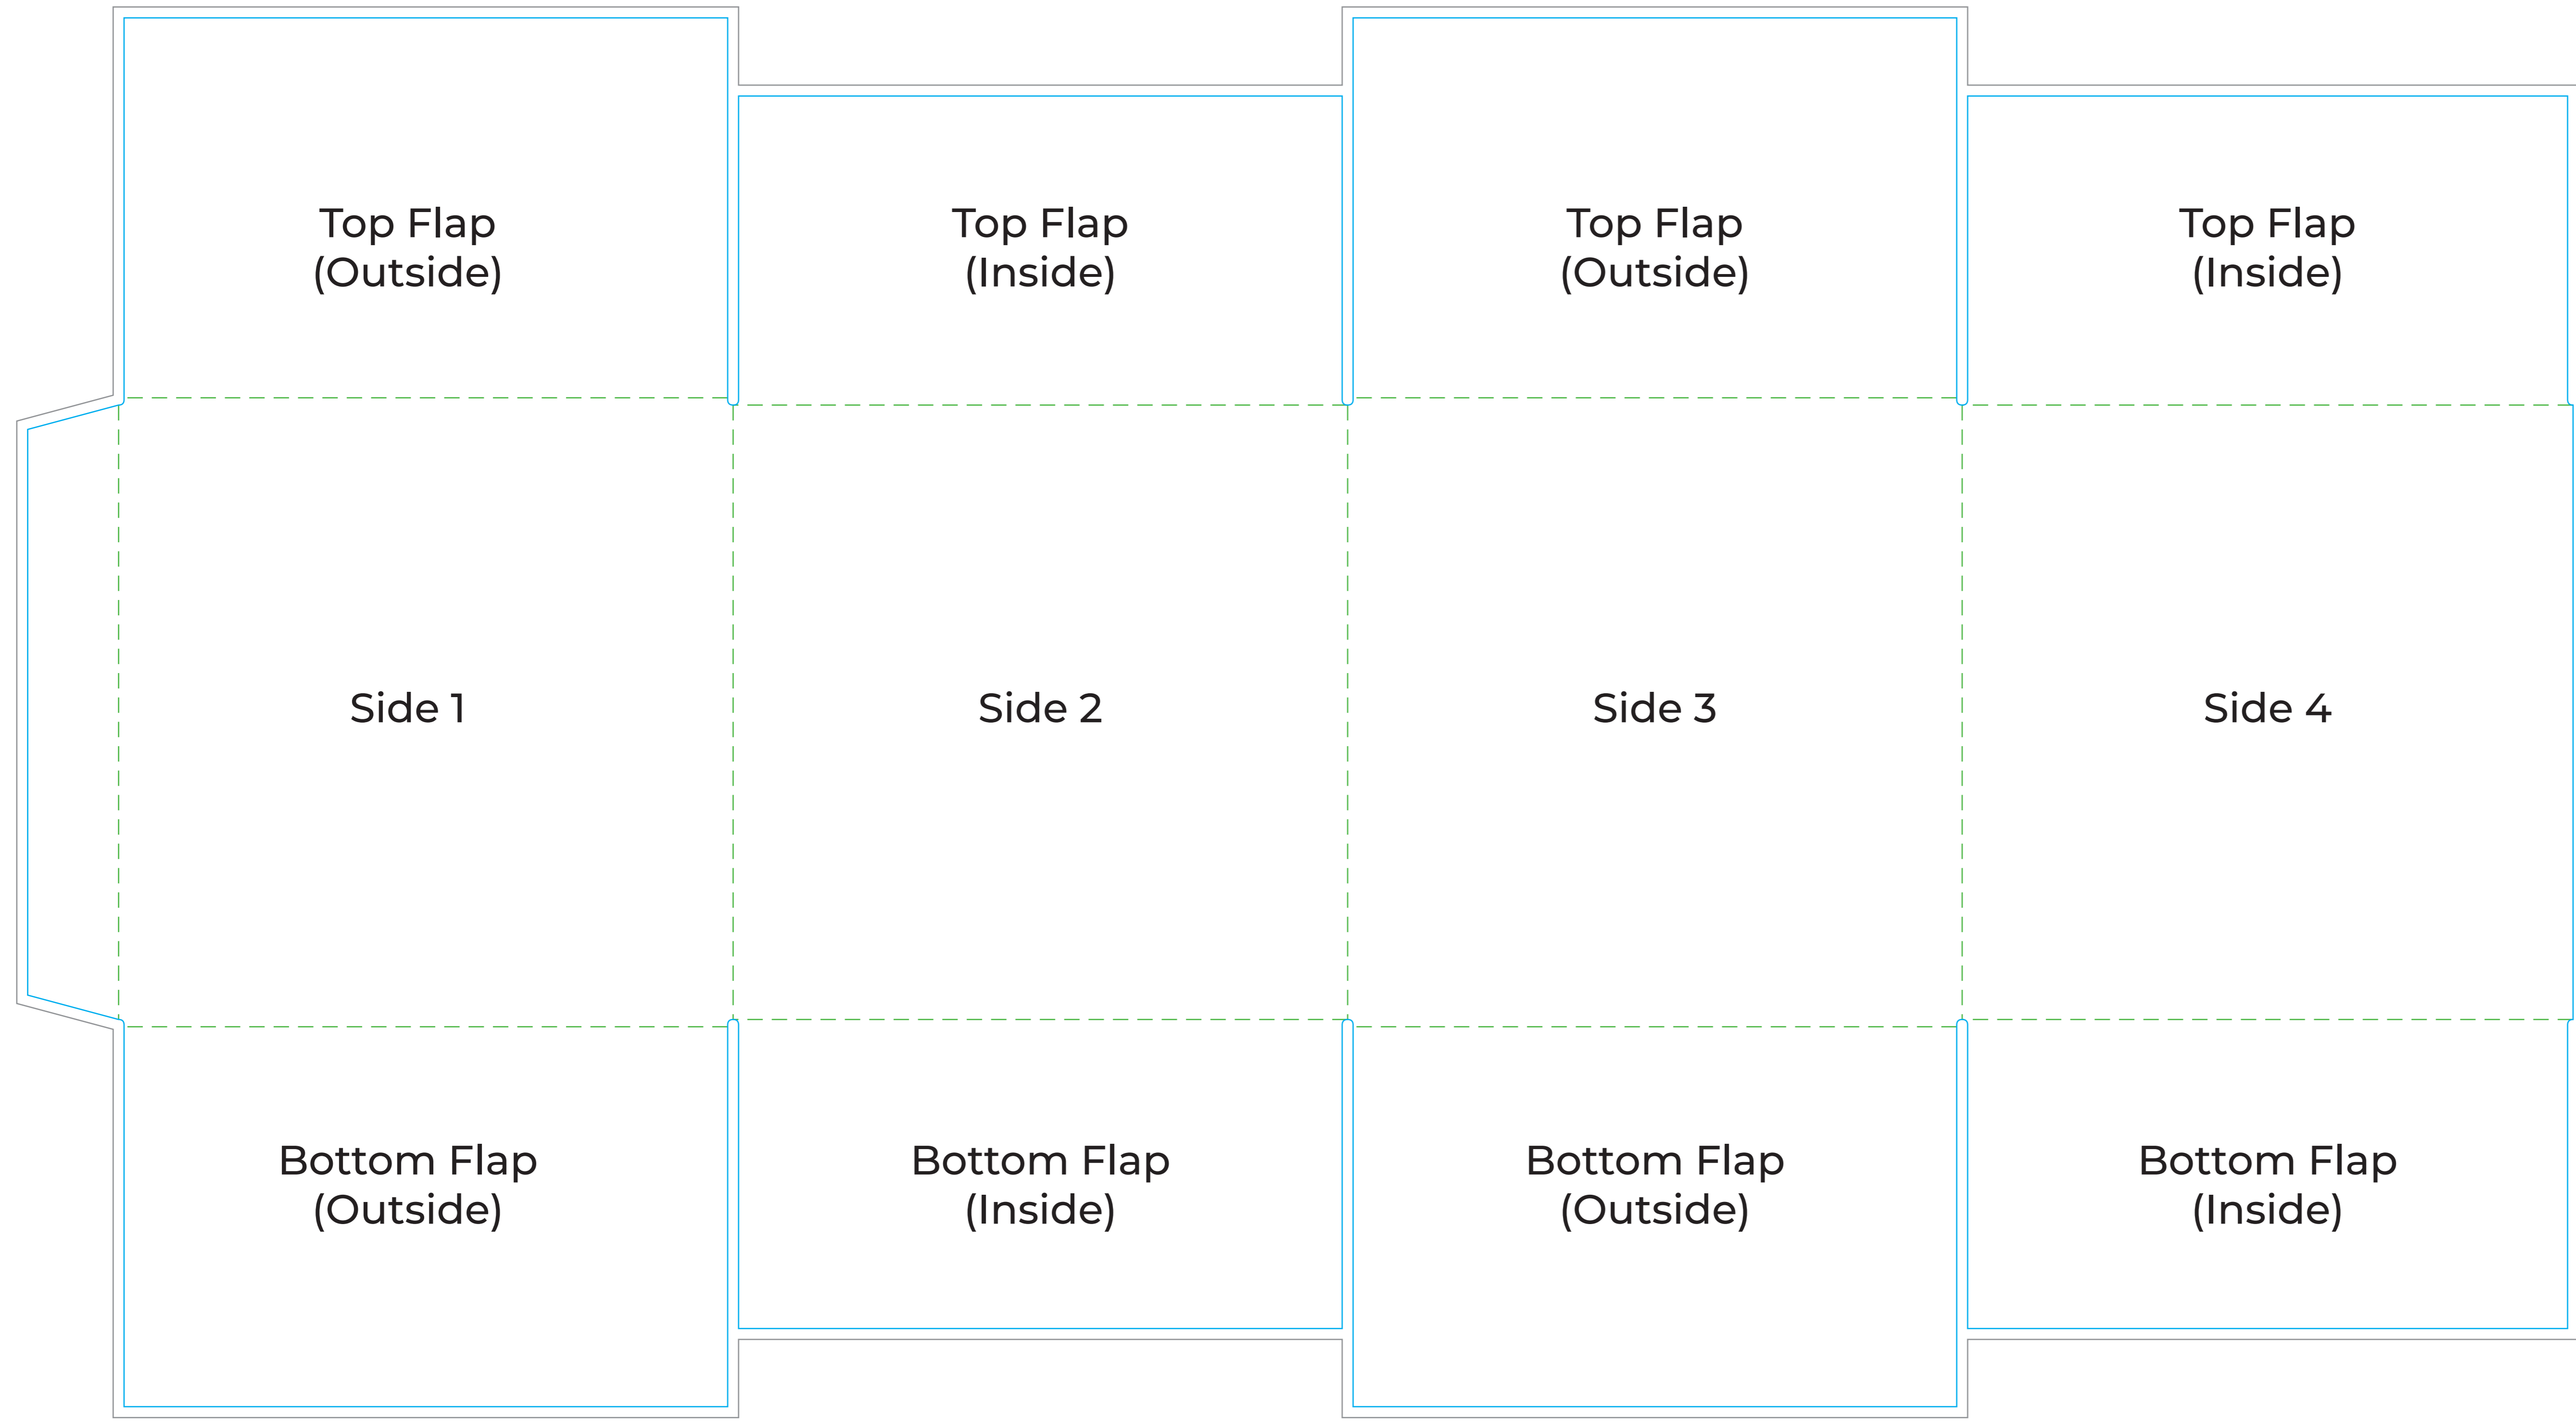 Top Flap
(Outside)
Top Flap
(Inside)
Top Flap
(Outside)
Top Flap
(Inside)
Side 1
Side 2
Side 3
Side 4
Bottom Flap
(Outside)
Bottom Flap
(Inside)
Bottom Flap
(Outside)
Bottom Flap
(Inside)